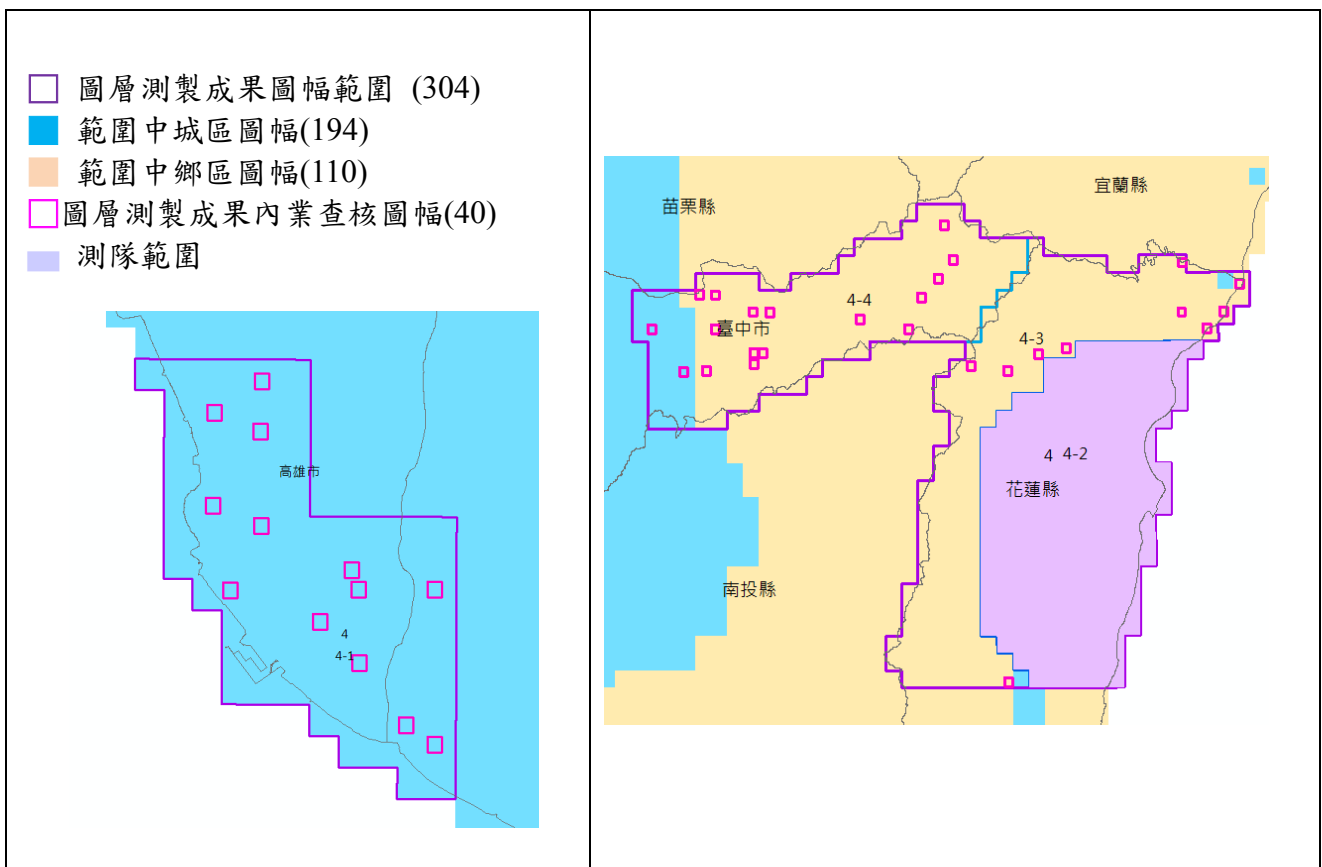 圖層測製成果圖幅範圍 (304)
範圍中城區圖幅(194)
範圍中鄉區圖幅(110)
圖層測製成果內業查核圖幅(40)
測隊範圍
高雄市
4
4-1
宜蘭縣
苗栗縣
4-4
臺中市
4-3
4 4-2
花蓮縣
南投縣